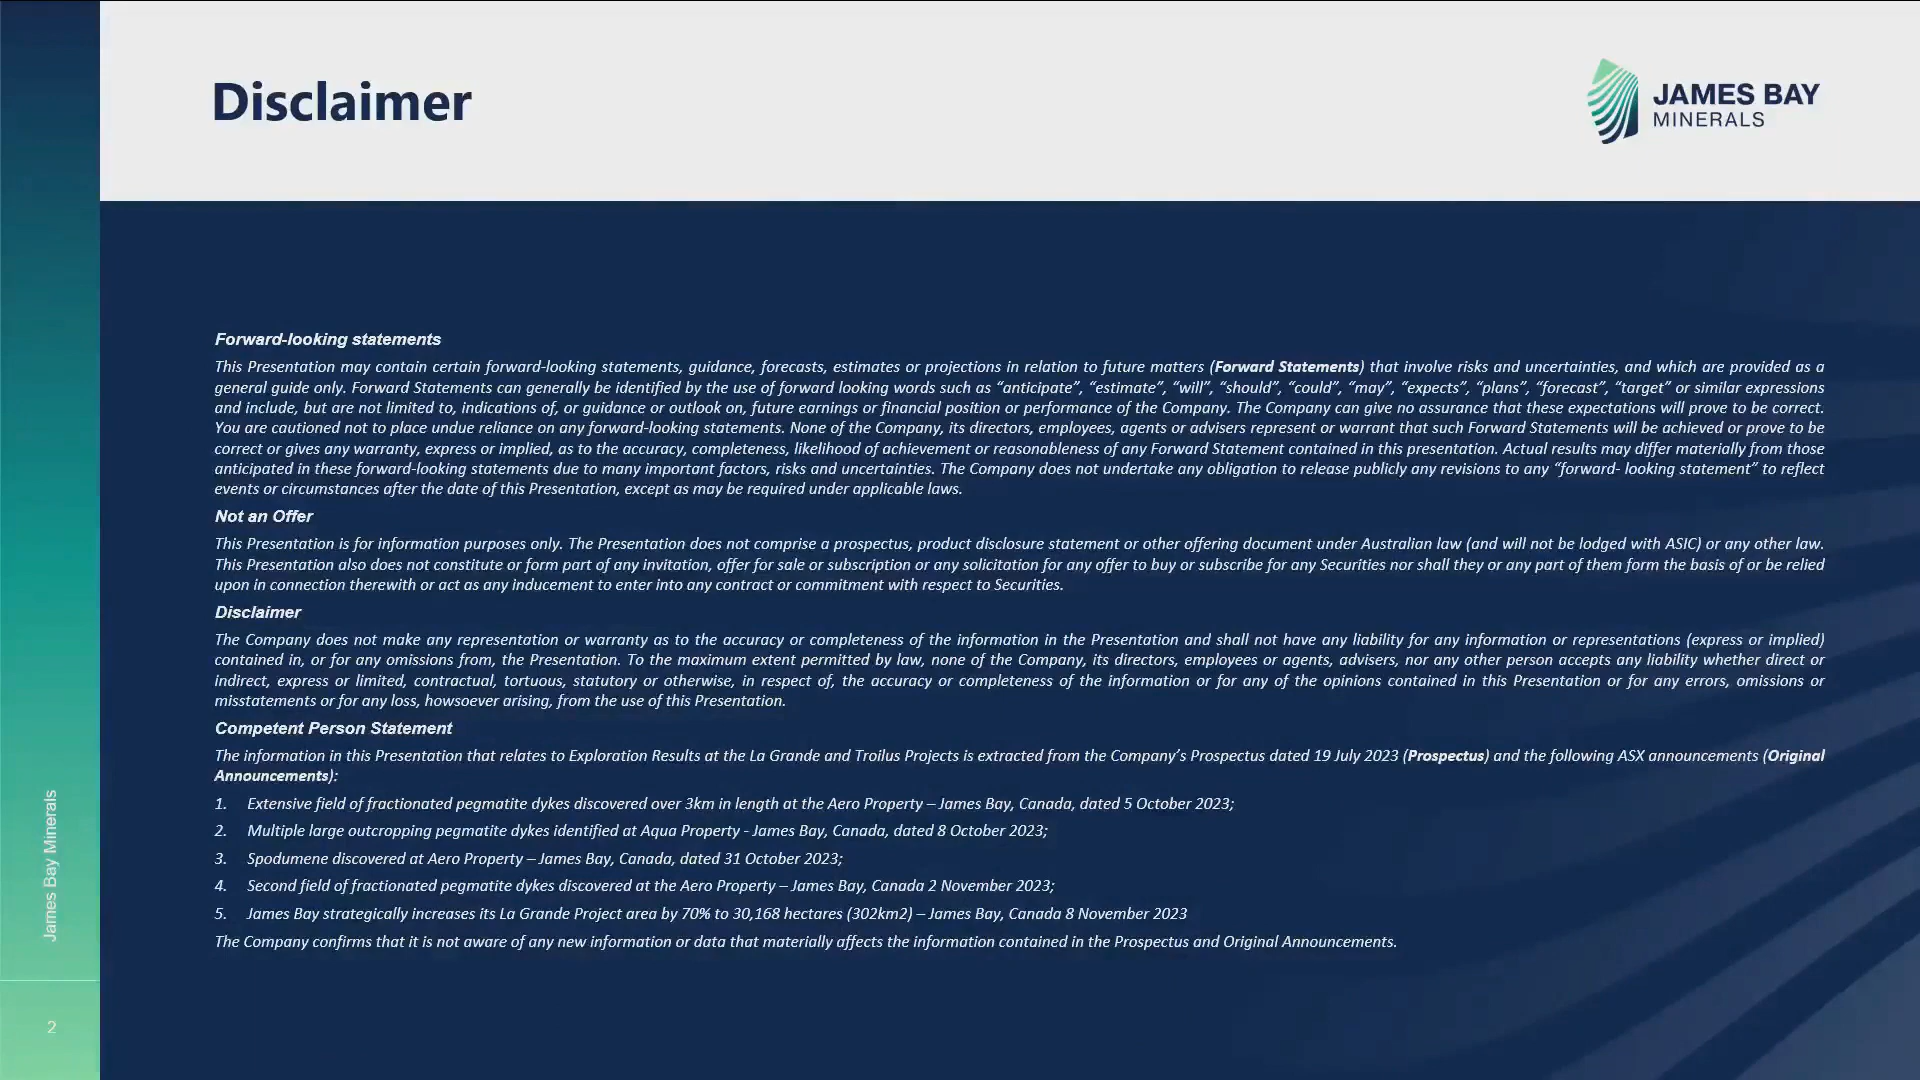 Disclaimer
JAMES BAY
MINERALS
Forward-looking statements
This Presentation may contain certain forward-looking statements, guidance, forecasts, estimates or projections in relation to future matters (Forward Statements) that involve risks and uncertainties, and which are provided as a
general guide only. Forward Statements can generally be identified by the use of forward looking words such as “anticipate”, “estimate”, “will”, “should”, “could”, “may”, “expects”, “plans”, “forecast”, “target” or similar expressions
and include, but are not limited to, indications of, or guidance or outlook on, future earnings or financial position or performance of the Company. The Company can give no assurance that these expectations will prove to be correct.
You are cautioned not to place undue reliance on any forward-looking statements. None of the Company, its directors, employees, agents or advisers represent or warrant that such Forward Statements will be achieved or prove to be
correct or gives any warranty, express or implied, as to the accuracy, completeness, likelihood of achievement or reasonableness of any Forward Statement contained in this presentation. Actual results may differ materially from those
anticipated in these forward-looking statements due to many important factors, risks and uncertainties. The Company does not undertake any obligation to release publicly any revisions to any “forward- looking statement” to reflect
events or circumstances after the date of this Presentation, except as may be required under applicable laws.
Not an Offer
This Presentation is for information purposes only. The Presentation does not comprise a prospectus, product disclosure statement or other offering document under Australian law (and will not be lodged with ASIC) or any other law.
This Presentation also does not constitute or form part of any invitation, offer for sale or subscription or any solicitation for any offer to buy or subscribe for any Securities nor shall they or any part of them form the basis of or be relied
upon in connection therewith or act as any inducement to enter into any contract or commitment with respect to Securities.
Disclaimer
The Company does not make any representation or warranty as to the accuracy or completeness of the information in the Presentation and shall not have any liability for any information or representations (express or implied)
contained in, or for any omissions from, the Presentation. To the maximum extent permitted by law, none of the Company, its directors, employees or agents, advisers, nor any other person accepts any liability whether direct or
indirect, express or limited, contractual, tortuous, statutory or otherwise, in respect of, the accuracy or completeness of the information or for any of the opinions contained in this Presentation or for any errors, omissions or
misstatements or for any loss, howsoever arising, from the use of this Presentation.
Competent Person Statement
The information in this Presentation that relates to Exploration Results at the La Grande and Troilus Projects is extracted from the Company’s Prospectus dated 19 July 2023 (Prospectus) and the following ASX announcements (Original
Announcements):
1. Extensive field of fractionated pegmatite dykes discovered over 3km in length at the Aero Property – James Bay, Canada, dated 5 October 2023;
2. Multiple large outcropping pegmatite dykes identified at Aqua Property - James Bay, Canada, dated 8 October 2023;
3. Spodumene discovered at Aero Property – James Bay, Canada, dated 31 October 2023;
4. Second field of fractionated pegmatite dykes discovered at the Aero Property – James Bay, Canada 2 November 2023;
5. James Bay strategically increases its La Grande Project area by 70% to 30,168 hectares (302km2) – James Bay, Canada 8 November 2023
The Company confirms that it is not aware of any new information or data that materially affects the information contained in the Prospectus and Original Announcements.
James Bay Minerals
2